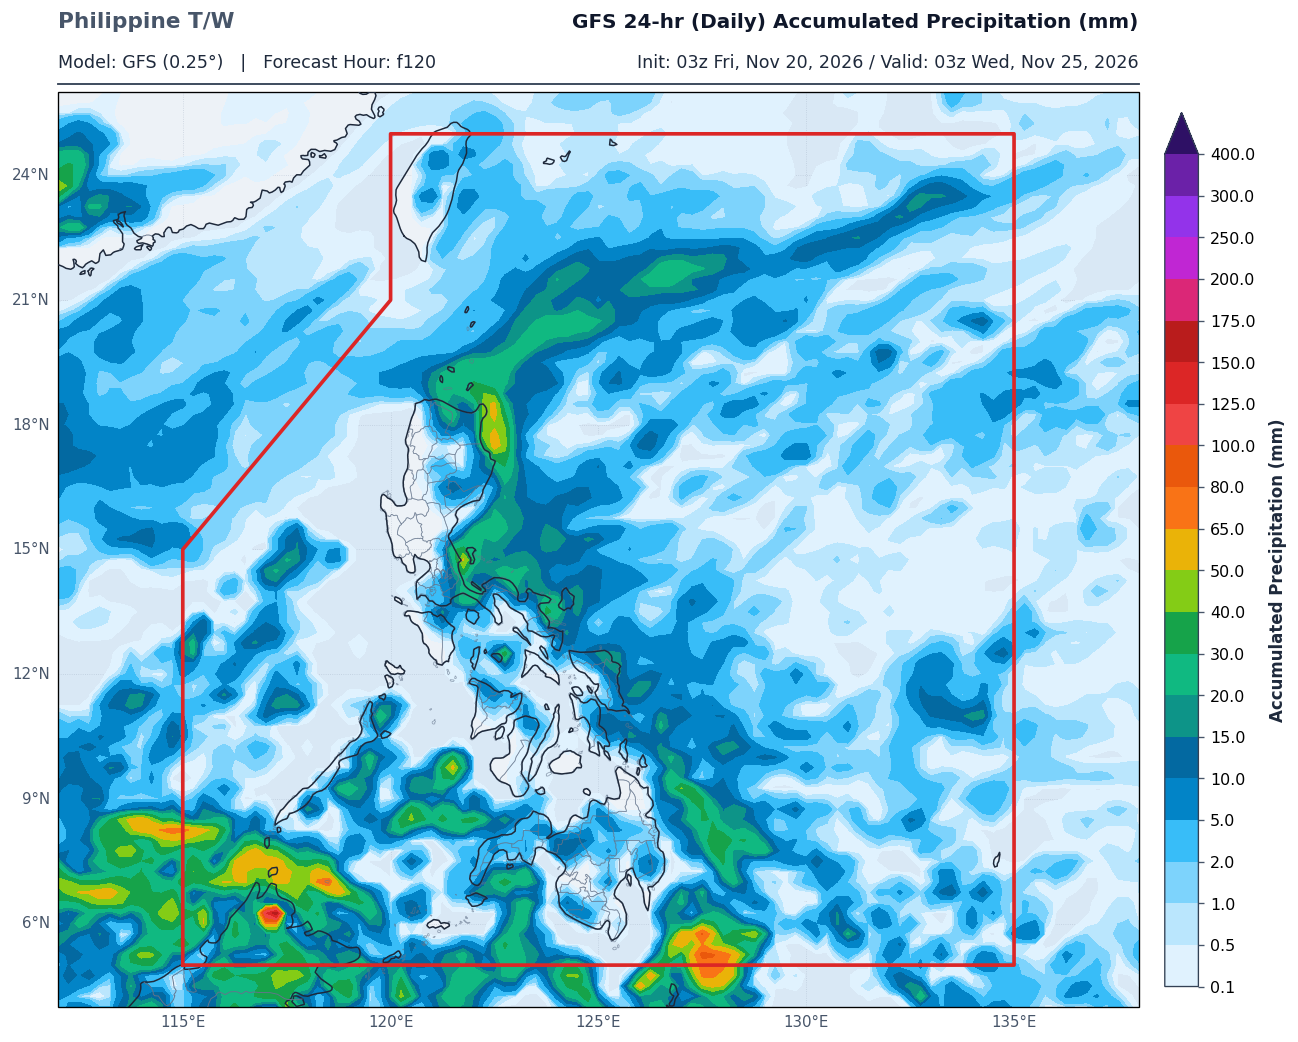 Philippine T/W
GFS 24-hr (Daily) Accumulated Precipitation (mm)
Model: GFS (0.25°) | Forecast Hour: f120
Init: 03z Fri, Nov 20, 2026 / Valid: 03z Wed, Nov 25, 2026
24°N
21°N
18°N
15°N
12°N
9°N
6°N
115°E
120°E
125°E
130°E
135°E
400.0
300.0
250.0
200.0
175.0
150.0
125.0
100.0
80.0
65.0
50.0
40.0
30.0
20.0
15.0
10.0
5.0
2.0
1.0
0.5
0.1
Accumulated Precipitation (mm)